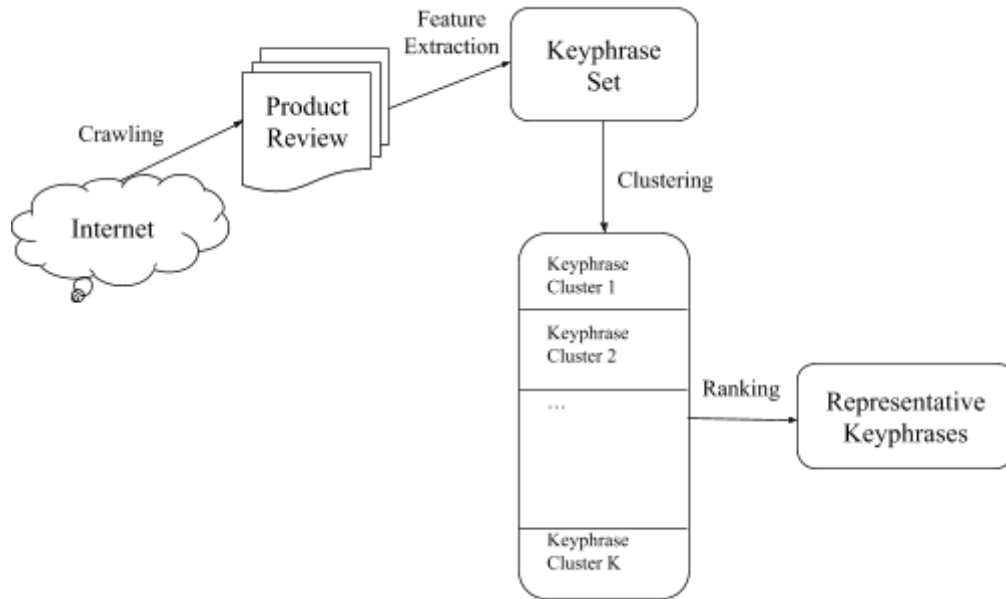 Feature
Extraction
Keyphrase
Set
Product
Review
Crawling
Internet
Clustering
Keyphrase
Cluster 1
Keyphrase
Cluster 2
...
Keyphrase
Cluster K
Ranking
Representative
Keyphrases